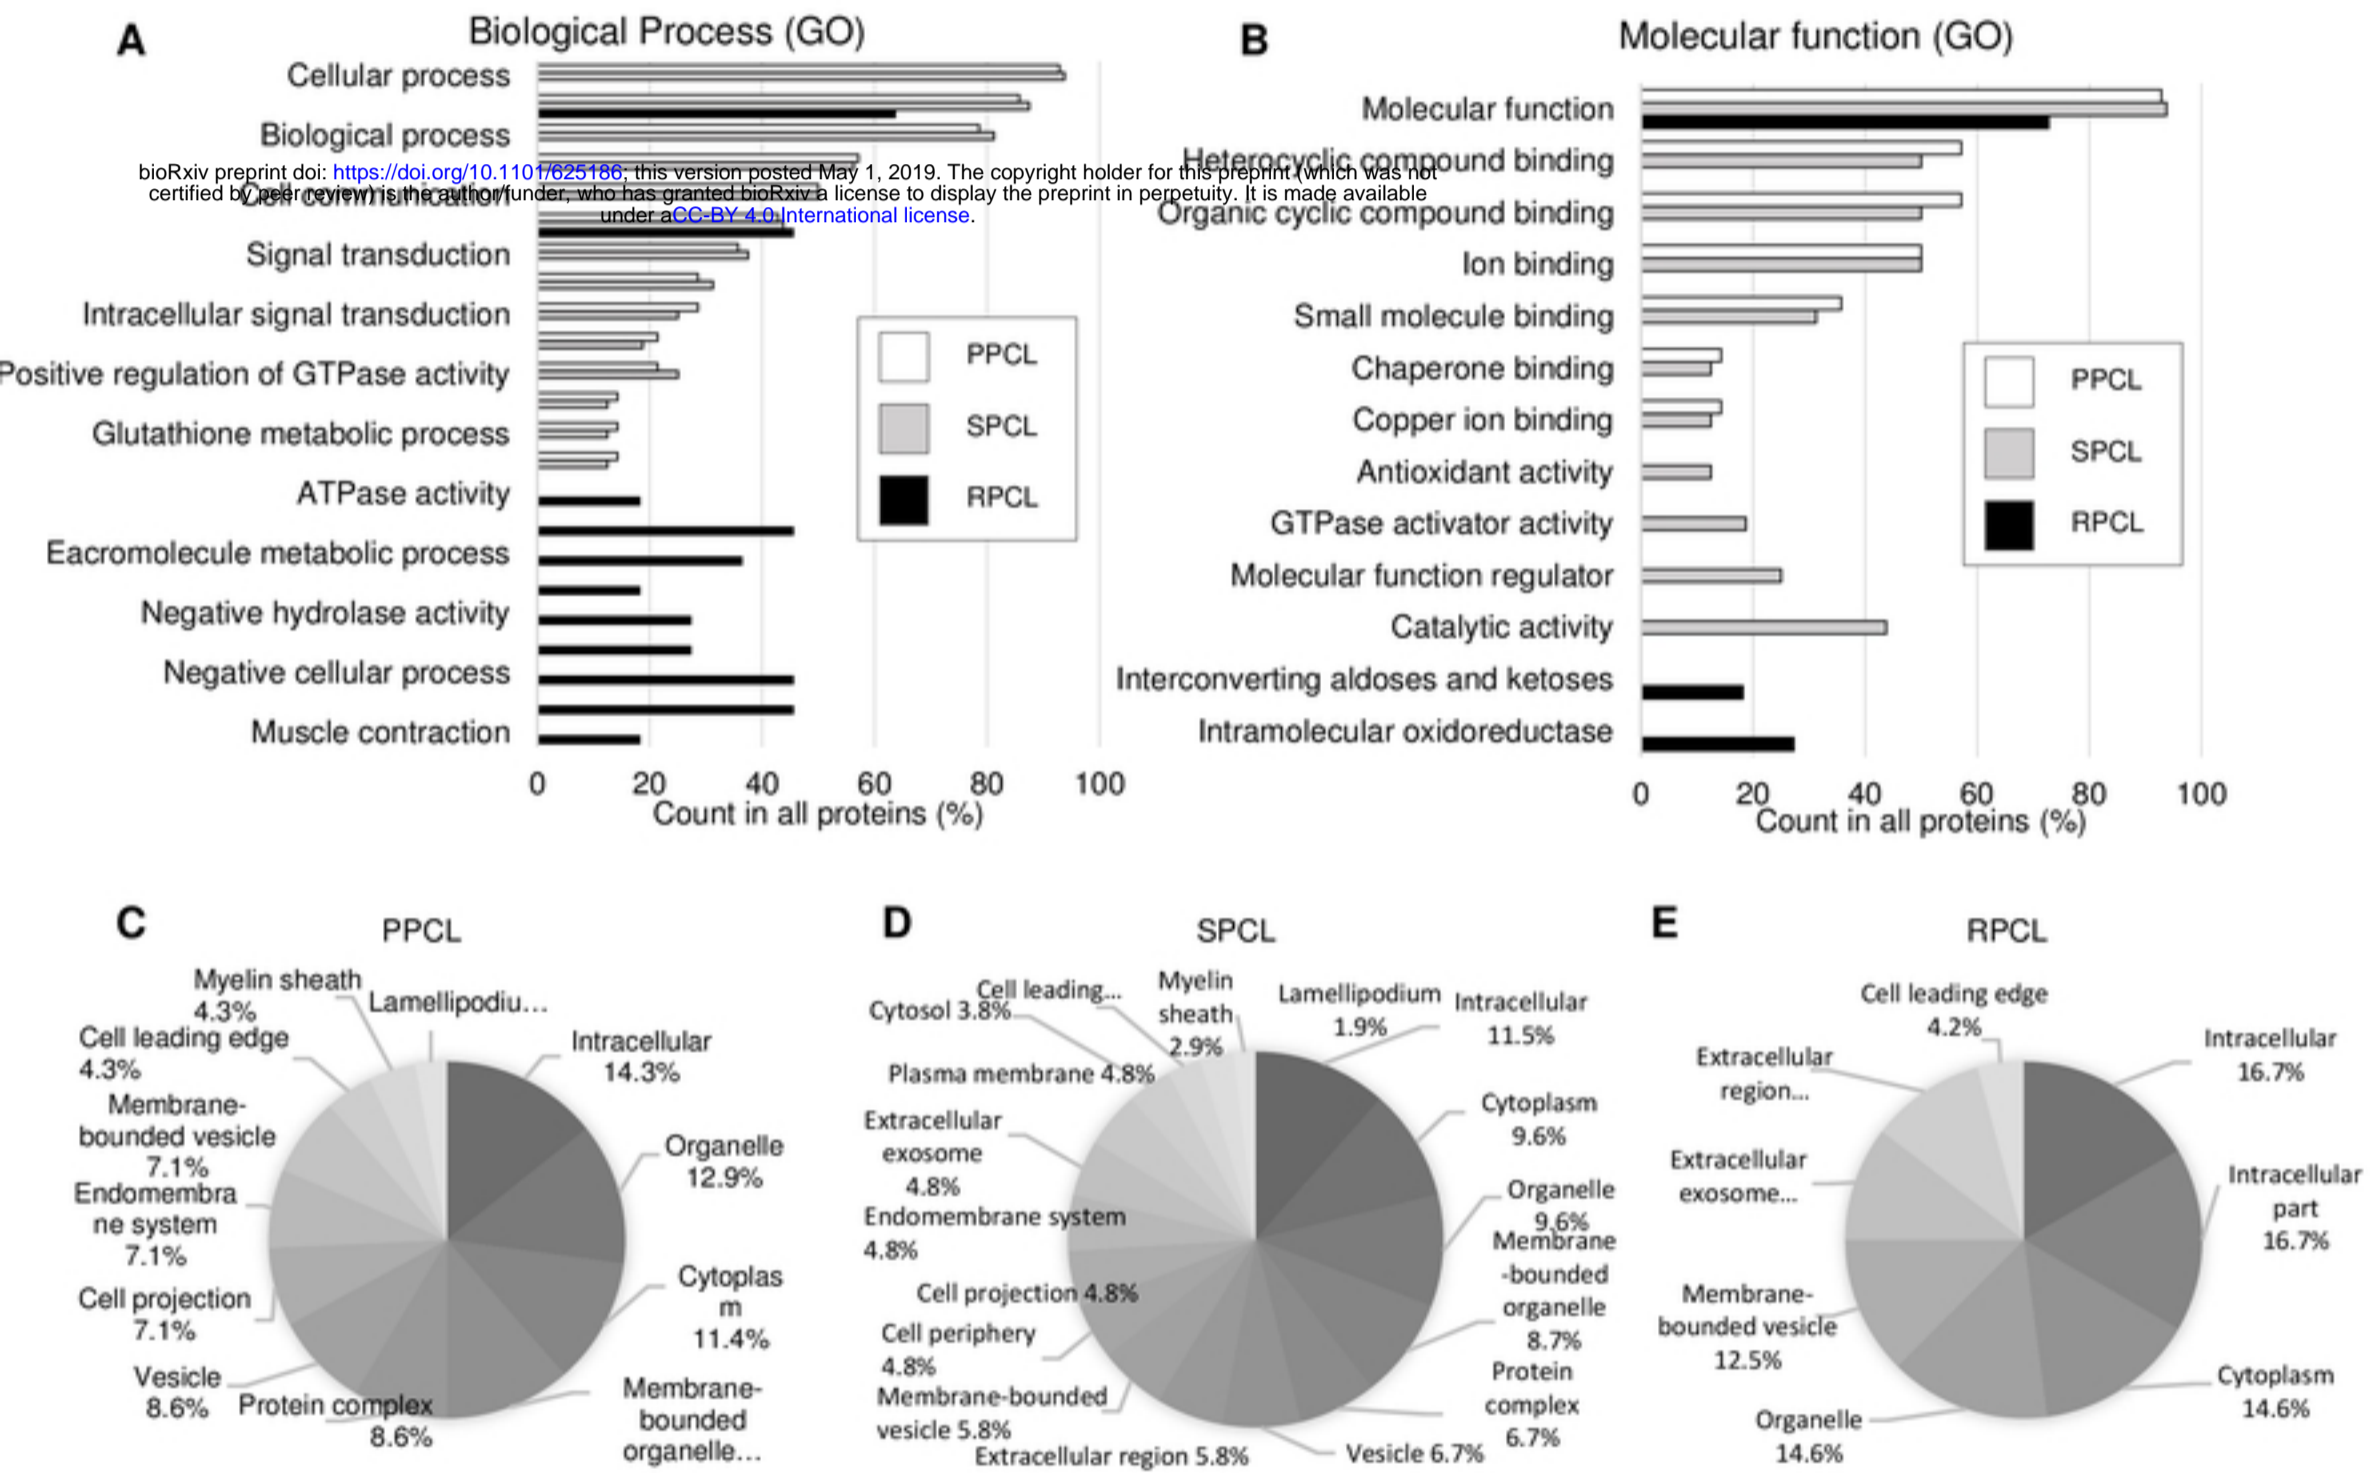 A
Biological Process (GO)
Cellular process
Biological process
Cell communication
Signal transduction
Intracellular signal transduction
Positive regulation of GTPase activity
Glutathione metabolic process
ATPase activity
Eacromolecule metabolic process
Negative hydrolase activity
Negative cellular process
Muscle contraction
0 20 40 60 80 100
Count in all proteins (%)
PPCL
SPCL
RPCL
bioRxiv preprint doi: https://doi.org/10.1101/625186; this version posted May 1, 2019. The copyright holder for this preprint (which was not
certified by peer review) is the author/funder, who has granted bioRxiv a license to display the preprint in perpetuity. It is made available
under aCC-BY 4.0 International license.
B
Molecular function (GO)
Molecular function
Heterocyclic compound binding
Organic cyclic compound binding
Ion binding
Small molecule binding
Chaperone binding
Copper ion binding
Antioxidant activity
GTPase activator activity
Molecular function regulator
Catalytic activity
Interconverting aldoses and ketoses
Intramolecular oxidoreductase
0 20 40 60 80 100
Count in all proteins (%)
PPCL
SPCL
RPCL
C
PPCL
Myelin sheath
4.3%
Lamellipodiu...
Cell leading edge
4.3%
Intracellular
14.3%
Membrane-
bounded vesicle
7.1%
Organelle
12.9%
Endomembra
ne system
7.1%
Cytoplas
m
11.4%
Cell projection
7.1%
Vesicle
8.6%
Protein complex
8.6%
Membrane-
bounded
organelle...
D
SPCL
Cell leading...
Cytosol 3.8%
Myelin
sheath
2.9%
Lamellipodium
1.9%
Intracellular
11.5%
Plasma membrane 4.8%
Cytoplasm
9.6%
Extracellular
exosome
4.8%
Organelle
9.6%
Endomembrane system
4.8%
Membrane
-bounded
organelle
8.7%
Cell projection 4.8%
Cell periphery
4.8%
Protein
complex
6.7%
Membrane-bounded
vesicle 5.8%
Extracellular region 5.8%
Vesicle 6.7%
E
RPCL
Cell leading edge
4.2%
Extracellular
region...
Intracellular
16.7%
Extracellular
exosome...
Intracellular
part
16.7%
Membrane-
bounded vesicle
12.5%
Cytoplasm
14.6%
Organelle
14.6%